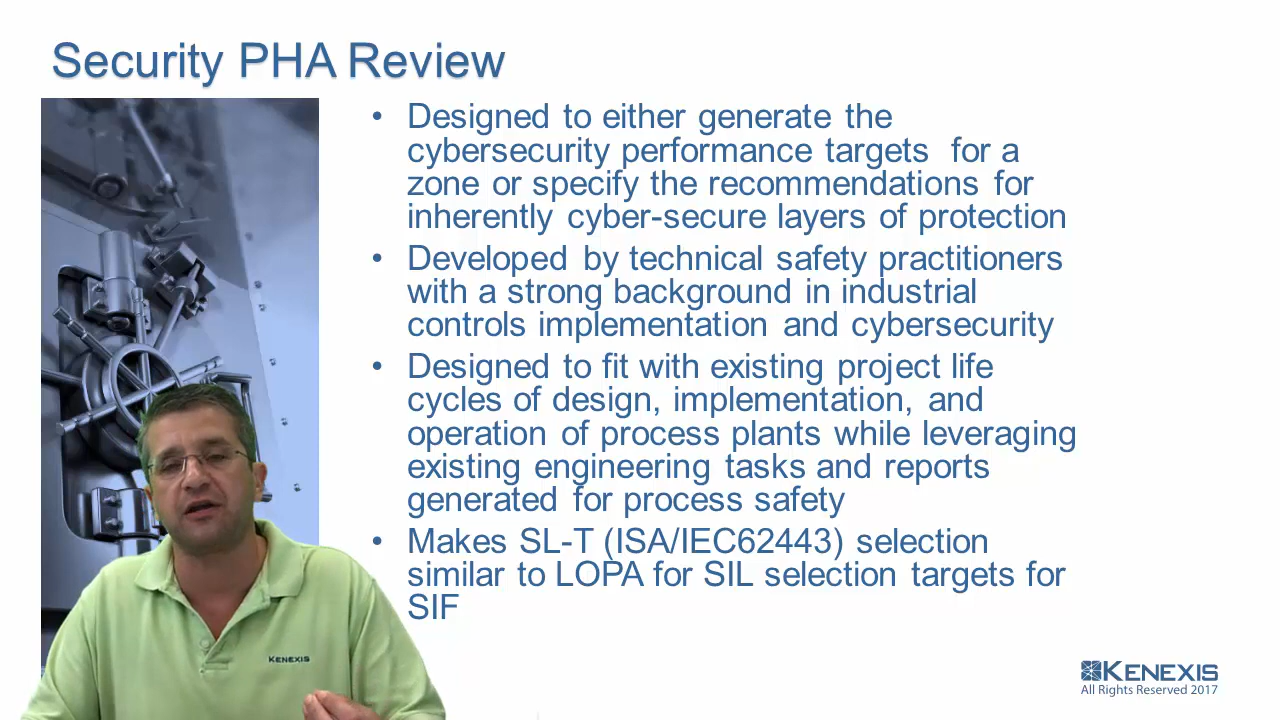 Security PHA Review
• Designed to either generate the
cybersecurity performance targets for a
zone or specify the recommendations for
inherently cyber-secure layers of protection
• Developed by technical safety practitioners
with a strong background in industrial
controls implementation and cybersecurity
• Designed to fit with existing project life
cycles of design, implementation, and
operation of process plants while leveraging
existing engineering tasks and reports
generated for process safety
• Makes SL-T (ISA/IEC62443) selection
similar to LOPA for SIL selection targets for
SIF
KENEXIS
KENEXIS
All Rights Reserved 2017